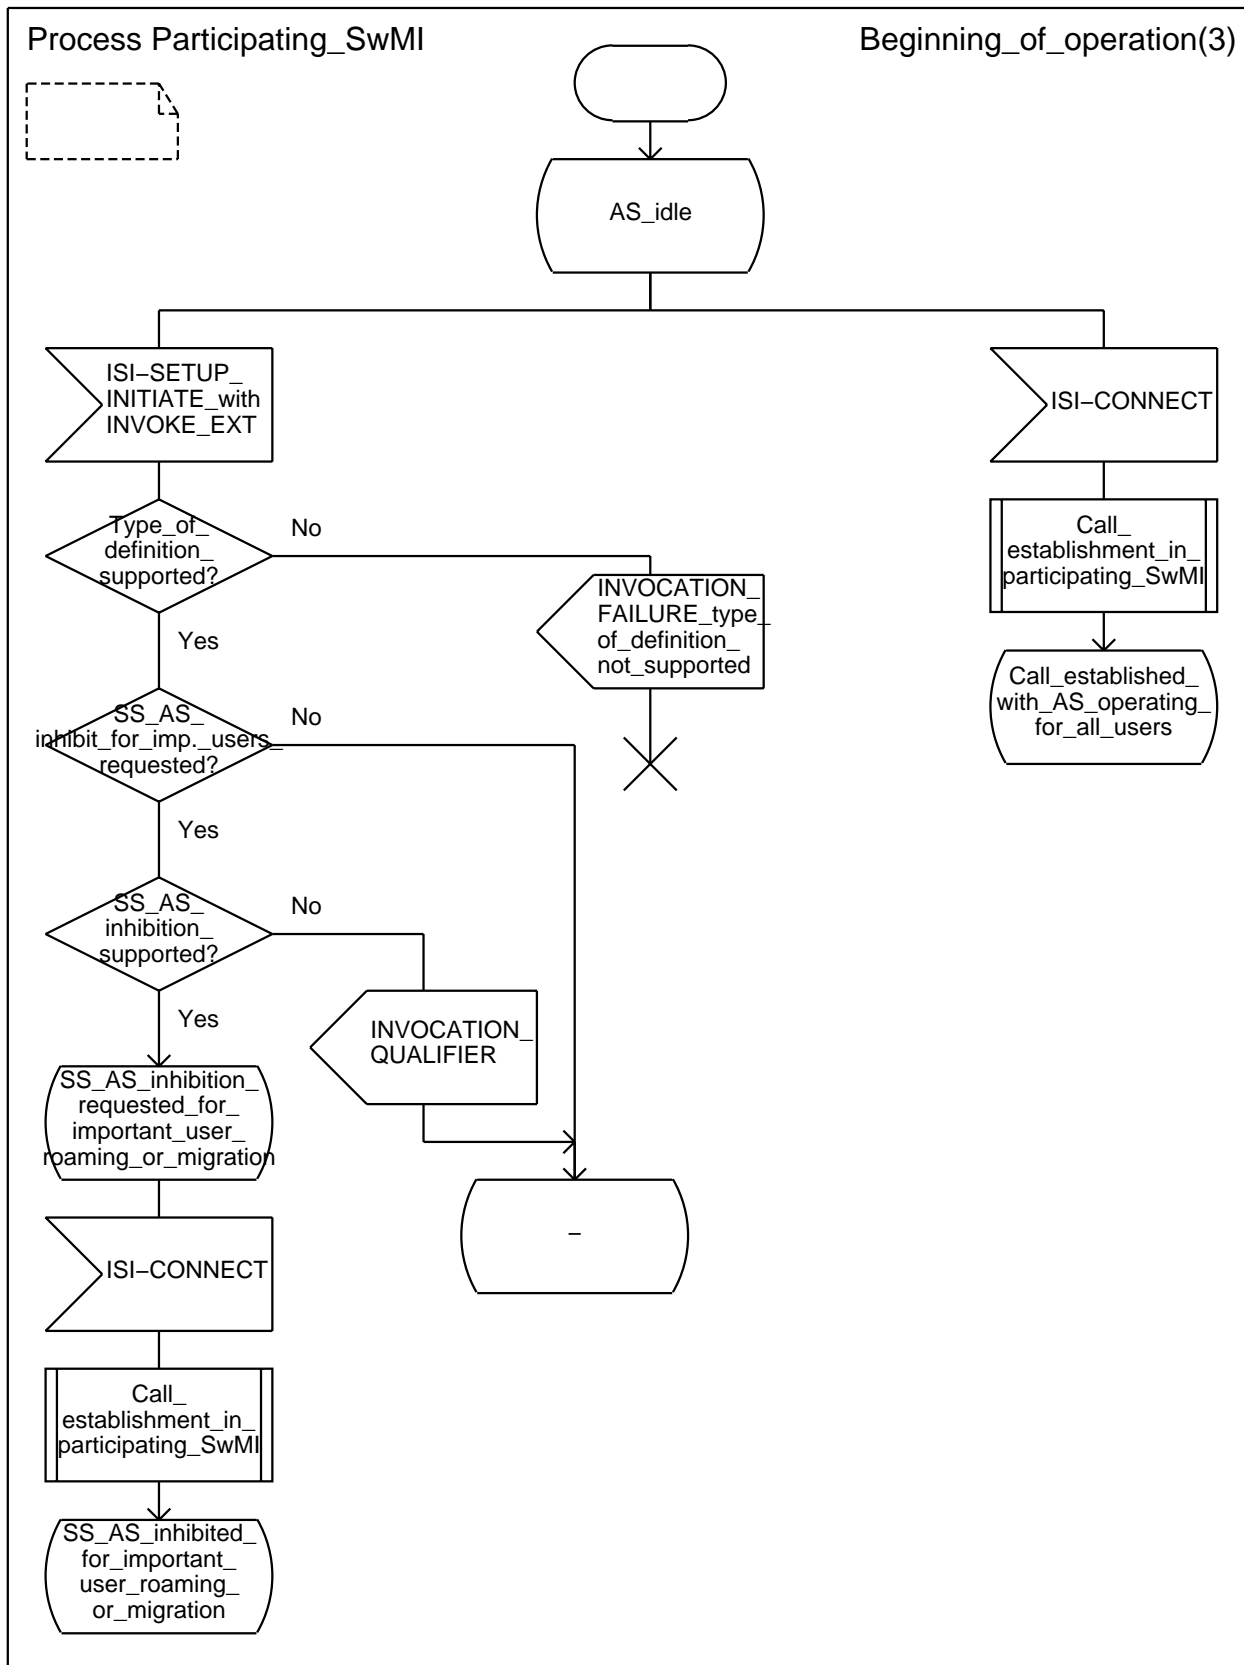 Process Participating_SwMI
Beginning_of_operation(3)
AS_idle
ISI−SETUP_
INITIATE_with
INVOKE_EXT
ISI−CONNECT
Type_of_
definition_
supported?
No
Yes
INVOCATION_
FAILURE_type_
of_definition_
not_supported
Call_
establishment_in_
participating_SwMI
Call_established_
with_AS_operating_
for_all_users
SS_AS_
inhibit_for_imp._users_
requested?
No
Yes
SS_AS_
inhibition_
supported?
No
Yes
INVOCATION_
QUALIFIER
SS_AS_inhibition_
requested_for_
important_user_
roaming_or_migration
−
ISI−CONNECT
Call_
establishment_in_
participating_SwMI
SS_AS_inhibited_
for_important_
user_roaming_
or_migration